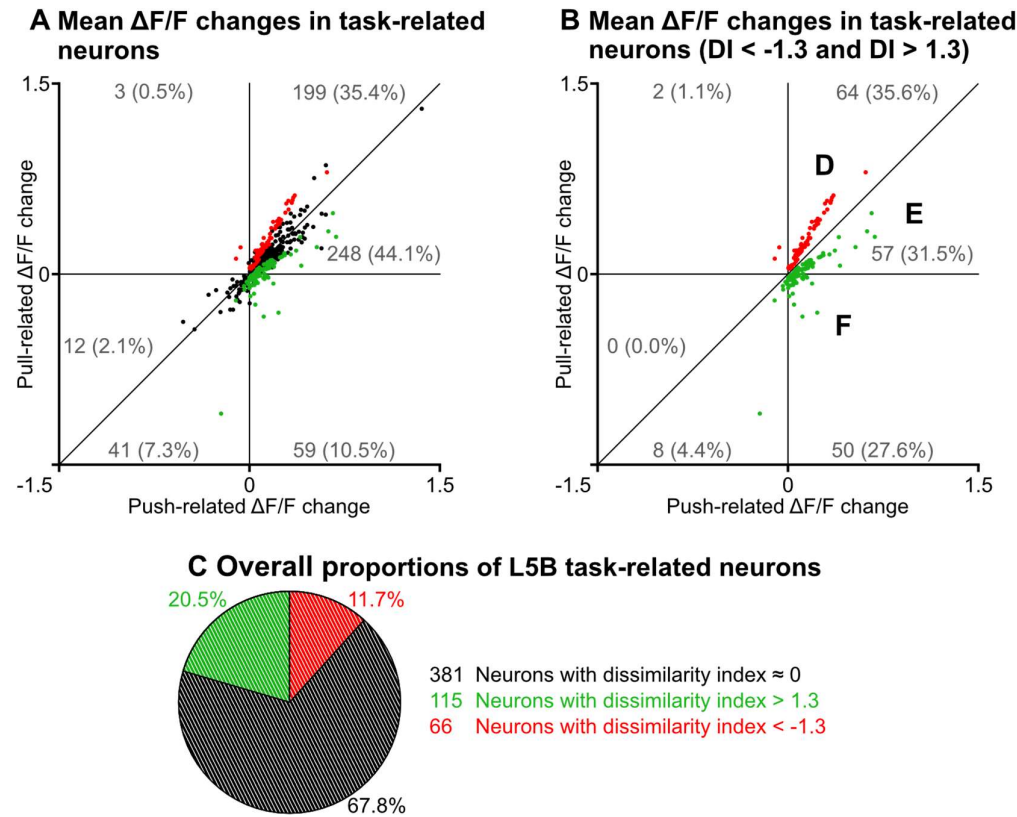 A Mean ΔF/F changes in task-related
neurons
1.5
3 (0.5%)
199 (35.4%)
Pull-related ΔF/F change
0
248 (44.1%)
12 (2.1%)
41 (7.3%)
59 (10.5%)
-1.5
0
1.5
Push-related ΔF/F change
B Mean ΔF/F changes in task-related
neurons (DI < -1.3 and DI > 1.3)
1.5
2 (1.1%)
64 (35.6%)
D
E
Pull-related ΔF/F change
0
57 (31.5%)
F
0 (0.0%)
8 (4.4%)
50 (27.6%)
-1.5
0
1.5
Push-related ΔF/F change
C Overall proportions of L5B task-related neurons
20.5%
11.7%
67.8%
381 Neurons with dissimilarity index ≈ 0
115 Neurons with dissimilarity index > 1.3
66 Neurons with dissimilarity index < -1.3